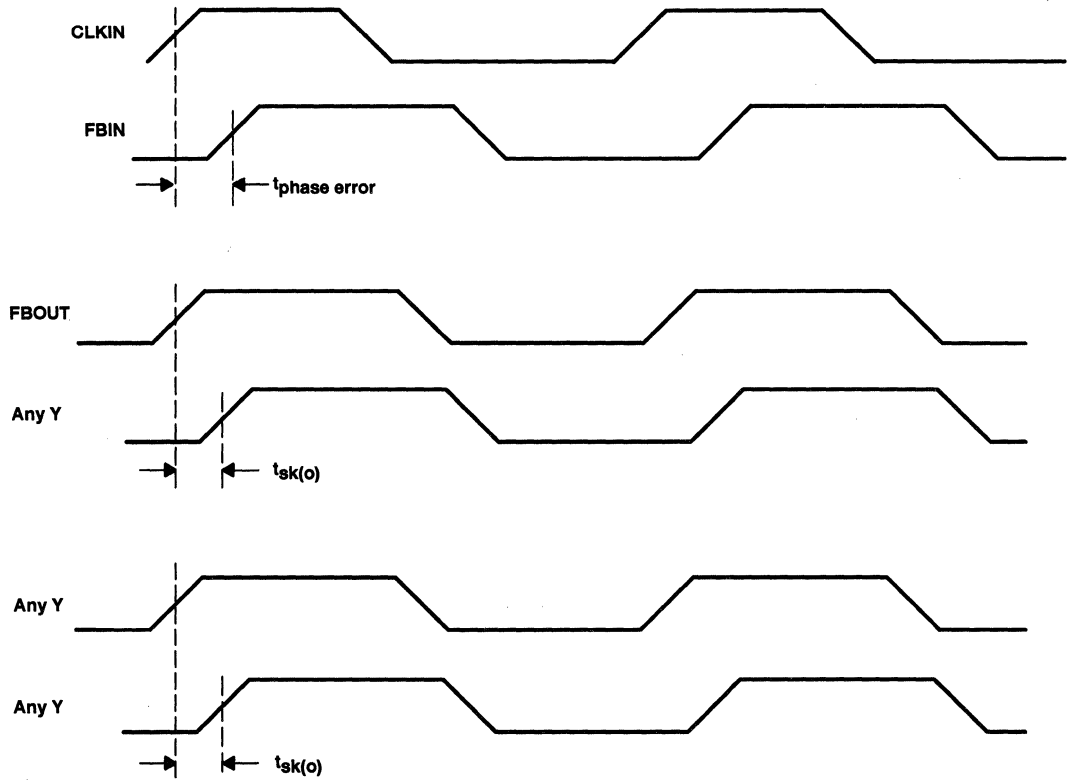 CLKIN
FBIN
tphase error
FBOUT
Any Y
tsk(o)
Any Y
Any Y
tsk(o)